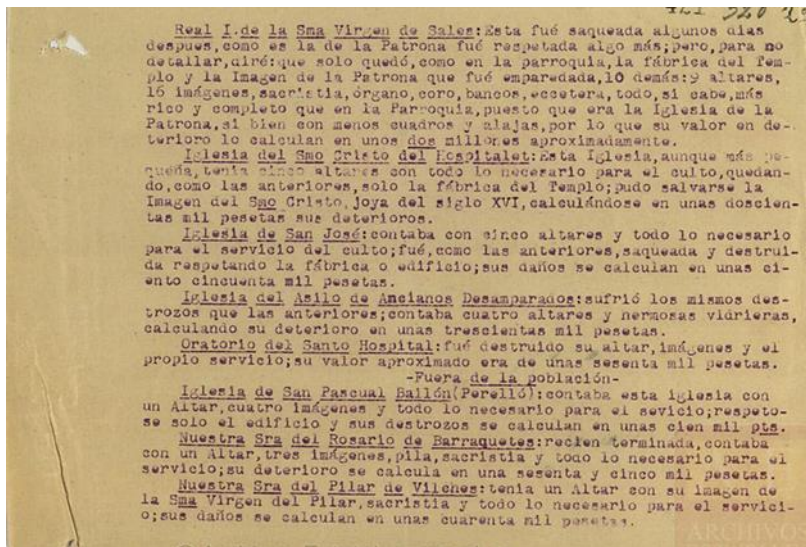 Real I.de la Sma Virgen de Sales:Esta fué saqueada algunos dias
despues,como es la de la Patrona fué respetada algo más;pero,para no
detallar,diré:que solo quedó,como en la parroquia,la fábrica del Tem-
plo y la Imagen de la Patrona que fué emparedada,lO demás:9 altares,
16 imágenes,sacristia,órgano,coro,bancos,eccetera,todo,si cabe,más
rico y completo que en la Parroquia,puesto que era la Iglesia de la
Patrona,si bien con menos cuadros y alajas,por lo que su valor en de-
terioro lo calculan en unos dos millones aproximadamente.
Iglesia del Smo Cristo del Hospitalet:Esta Iglesia,aunque más pe-
queña,tenia cinco altares con todo lo necesario para el culto,quedan-
do,como las anteriores,solo la fábrica del Templo;pudo salvarse la
Imagen del Smo Cristo,joya del siglo XVI,calculándose en unas doscien-
tas mil pesetas sus deterioros.
Iglesia de San José:contaba con cinco altares y todo lo necesario
para el servicio del culto;fué,como las anteriores,saqueada y destrui-
da respetando la fábrica o edificio;sus daños se calculan en unas ci-
ento cincuenta mil pesetas.
Iglesia del Asilo de Ancianos Desamparados:sufrió los mismos des-
trozos que las anteriores;contaba cuatro altares y hermosas vidrieras,
calculando su deterioro en unas trescientas mil pesetas.
Oratorio del Santo Hospital:fué destruido su altar,imágenes y el
propio servicio;su valor aproximado era de unas sesenta mil pesetas.
-Fuera de la población-
Iglesia de San Pascual Bailón(Perelló):contaba esta iglesia con
un Altar,cuatro imágenes y todo lo necesario para el sevicio;respeto-
se solo el edificio y sus destrozos se calculan en unas cien mil pts.
Nuestra Sra del Rosario de Barraquetes:recien terminada,contaba
con un Altar,tres imágenes,pila,sacristia y todo lo necesario para el
servicio;su deterioro se calcula en una sesenta y cinco mil pesetas.
Nuestra Sra del Pilar de Vilches:tenia un Altar con su imagen de
la Sma Virgen del Pilar,sacristia y todo lo necesario para el servici-
o;sus daños se calculan en unas cuarenta mil pesetas.
ARCHIVOS